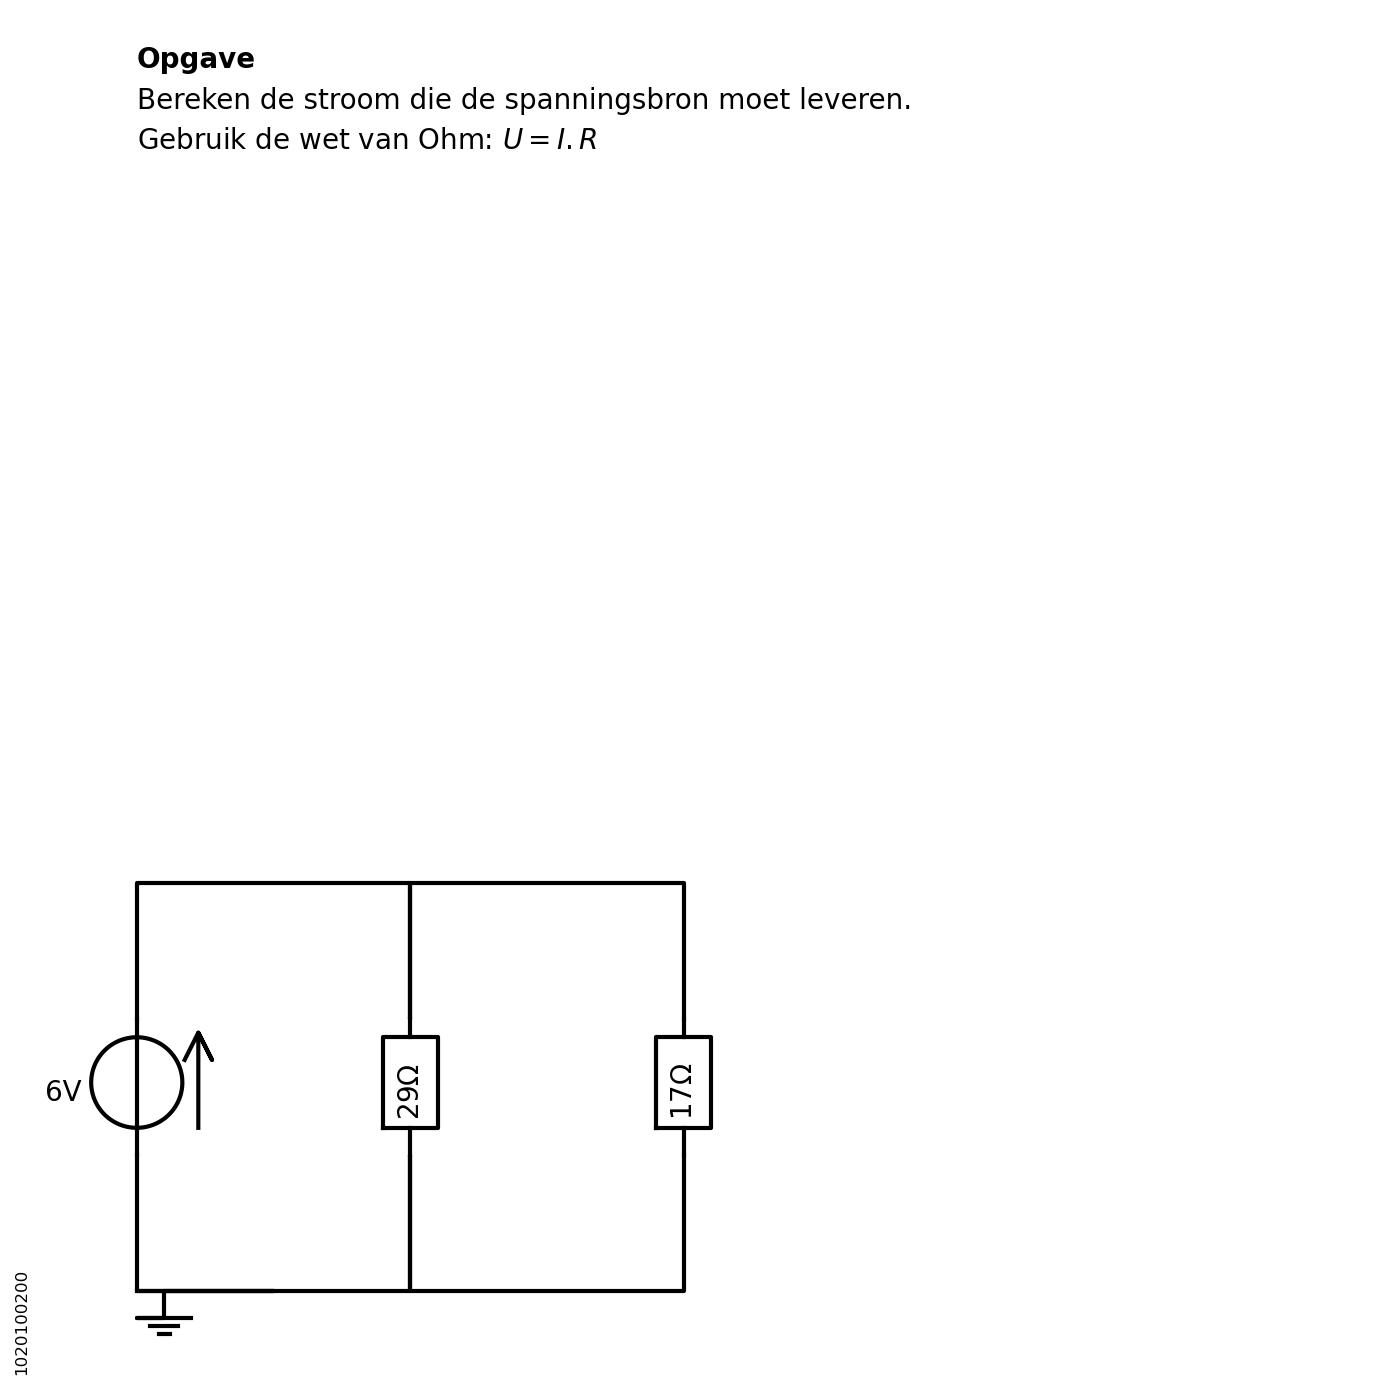 Opgave
Bereken de stroom die de spanningsbron moet leveren.
Gebruik de wet van Ohm: U = I.R
6V
29Ω
17Ω
1020100200